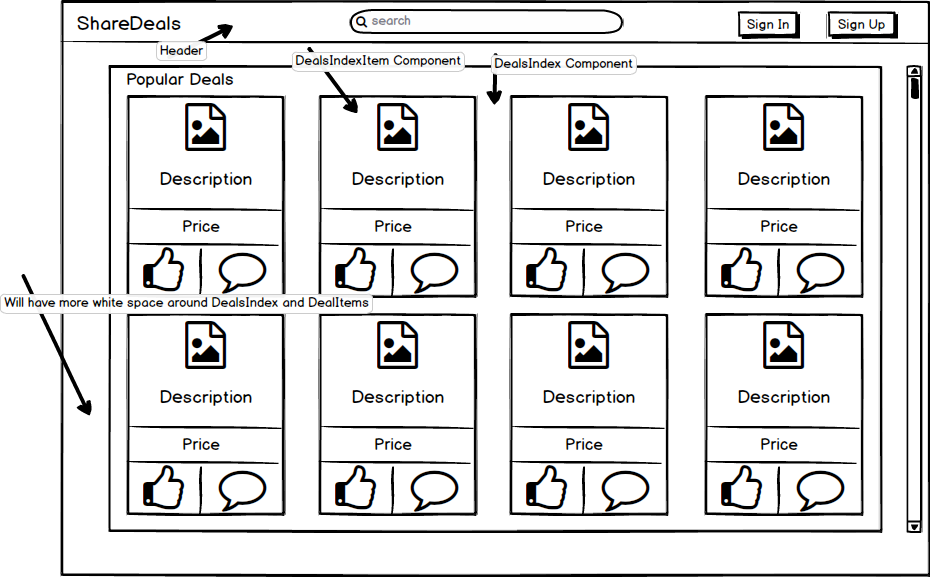 ShareDeals
search
Sign In
Sign Up
Header
DealsIndexItem Component
DealsIndex Component
Popular Deals
Description
Description
Description
Description
Price
Price
Price
Price
Will have more white space around DealsIndex and DealItems
Description
Description
Description
Description
Price
Price
Price
Price